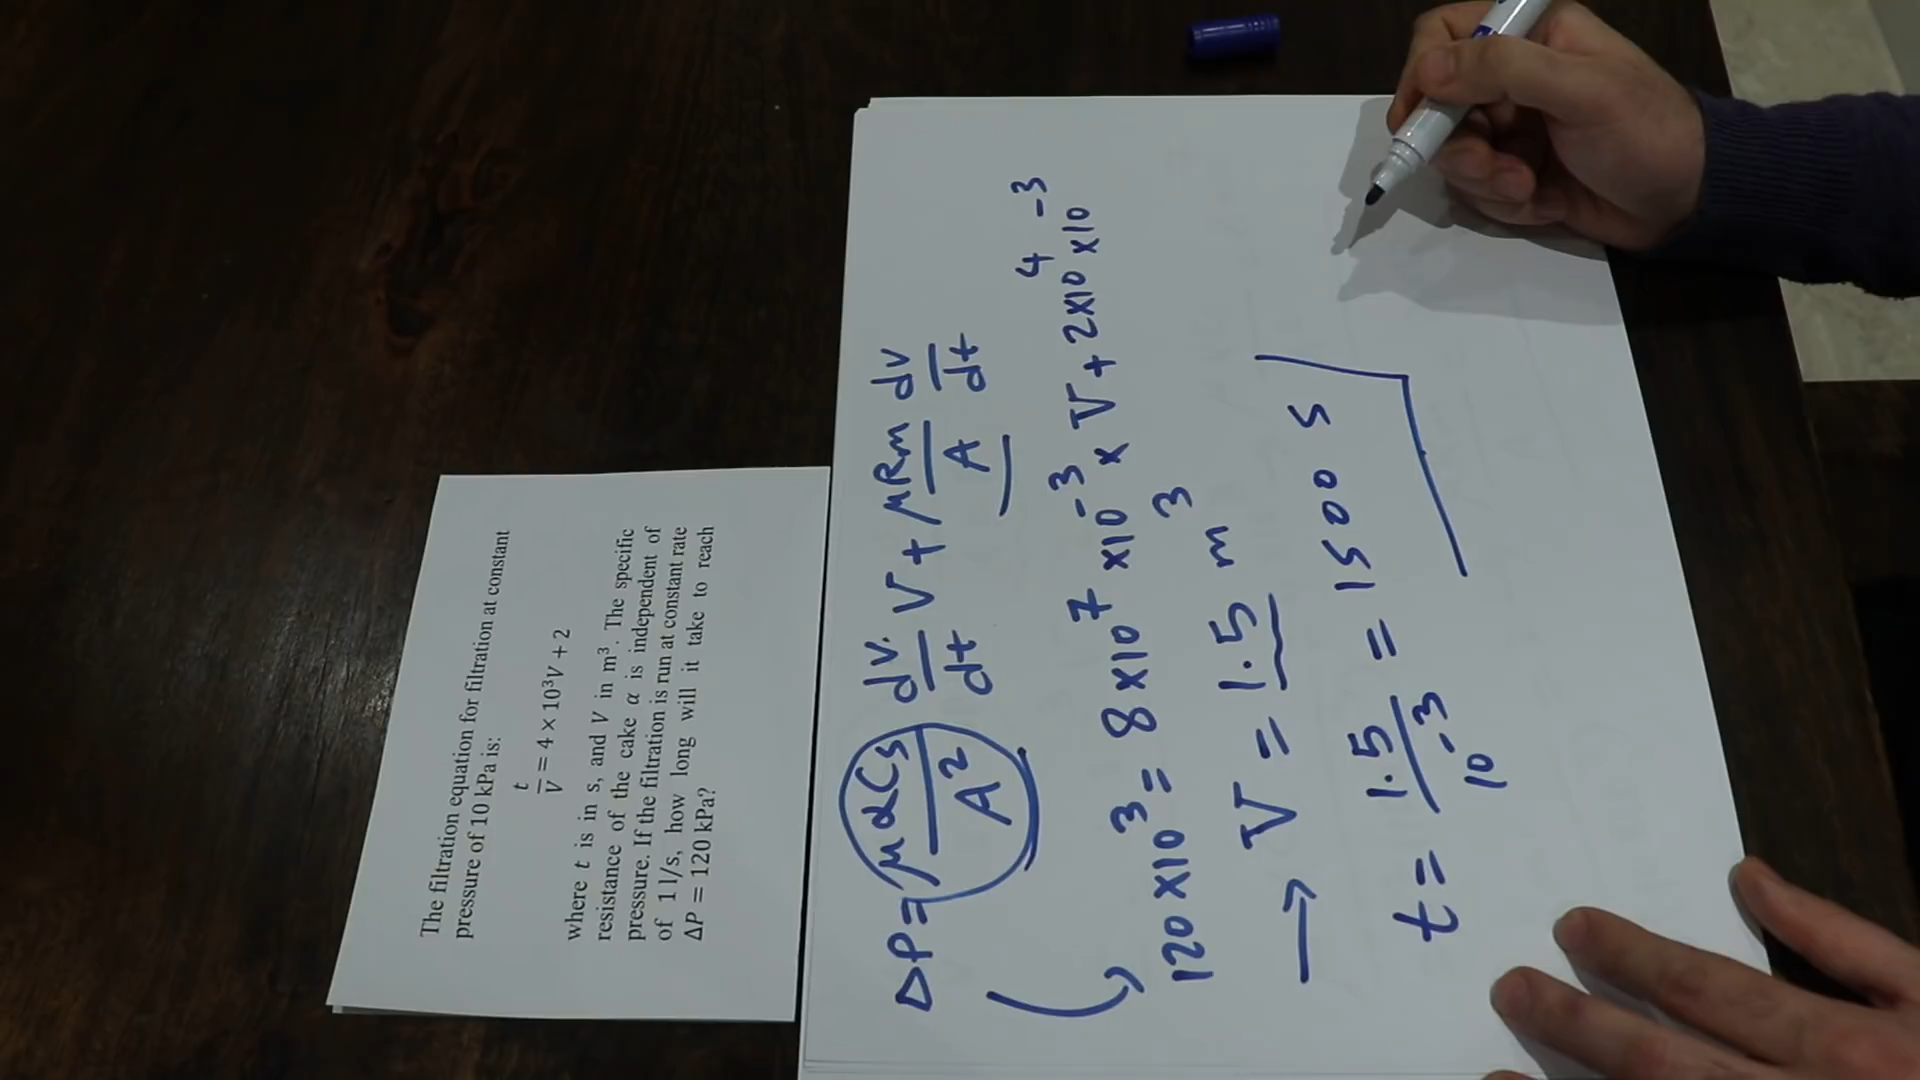 The filtration equation for filtration at constant
pressure of 10 kPa is:
t/V = 4 × 10³V + 2
where t is in s, and V in m³. The specific
resistance of the cake α is independent of
pressure. If the filtration is run at constant rate
of 1 l/s, how long will it take to reach
ΔP = 120 kPa?
ΔP = μαCs/A² dv/dt V + μRm/A dv/dt
120×10³ = 8×10⁷×10⁻³ × V + 2×10⁴×10⁻³
→ V = 1.5 m³
t = 1.5/10⁻³ = 1500 s